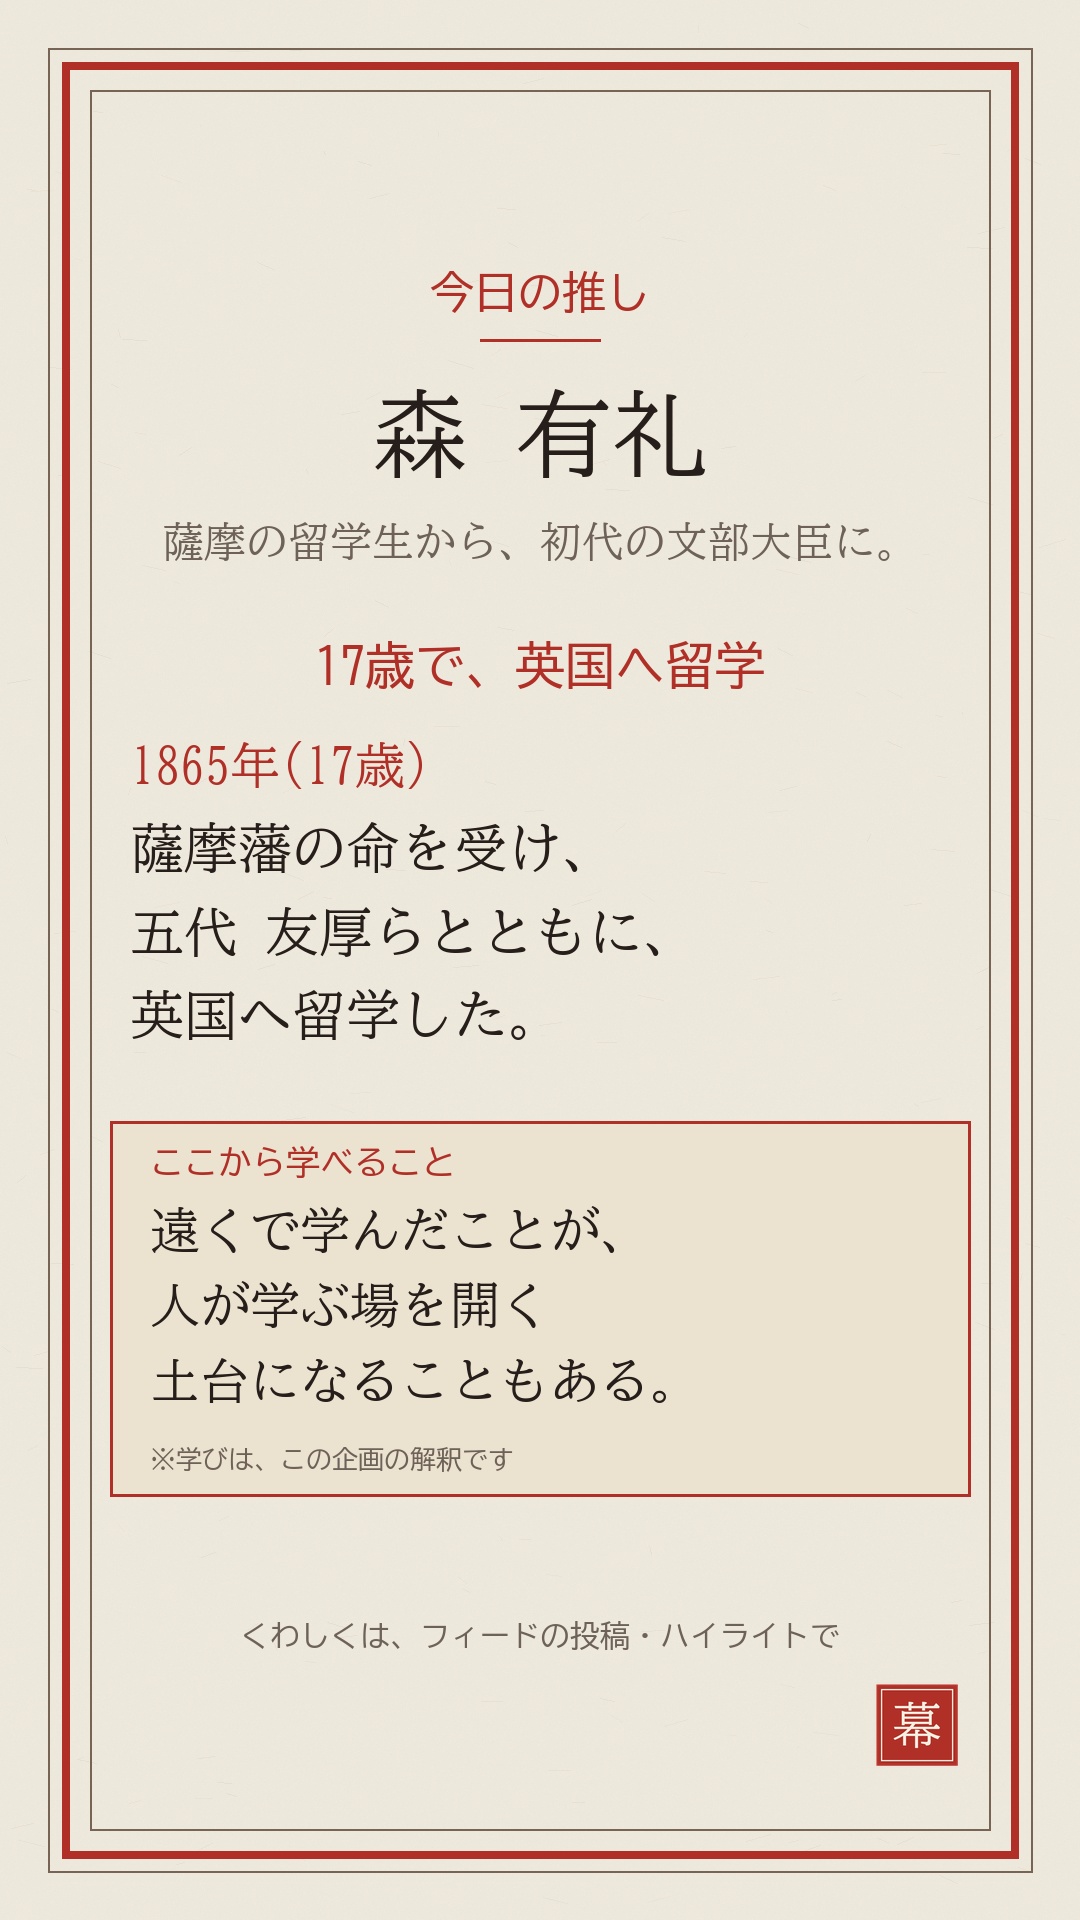 今日の推し
森 有礼
薩摩の留学生から、初代の文部大臣に。
17歳で、英国へ留学
1865年(17歳)
薩摩藩の命を受け、
五代 友厚らとともに、
英国へ留学した。
ここから学べること
遠くで学んだことが、
人が学ぶ場を開く
土台になることもある。
※学びは、この企画の解釈です
くわしくは、フィードの投稿・ハイライトで
幕